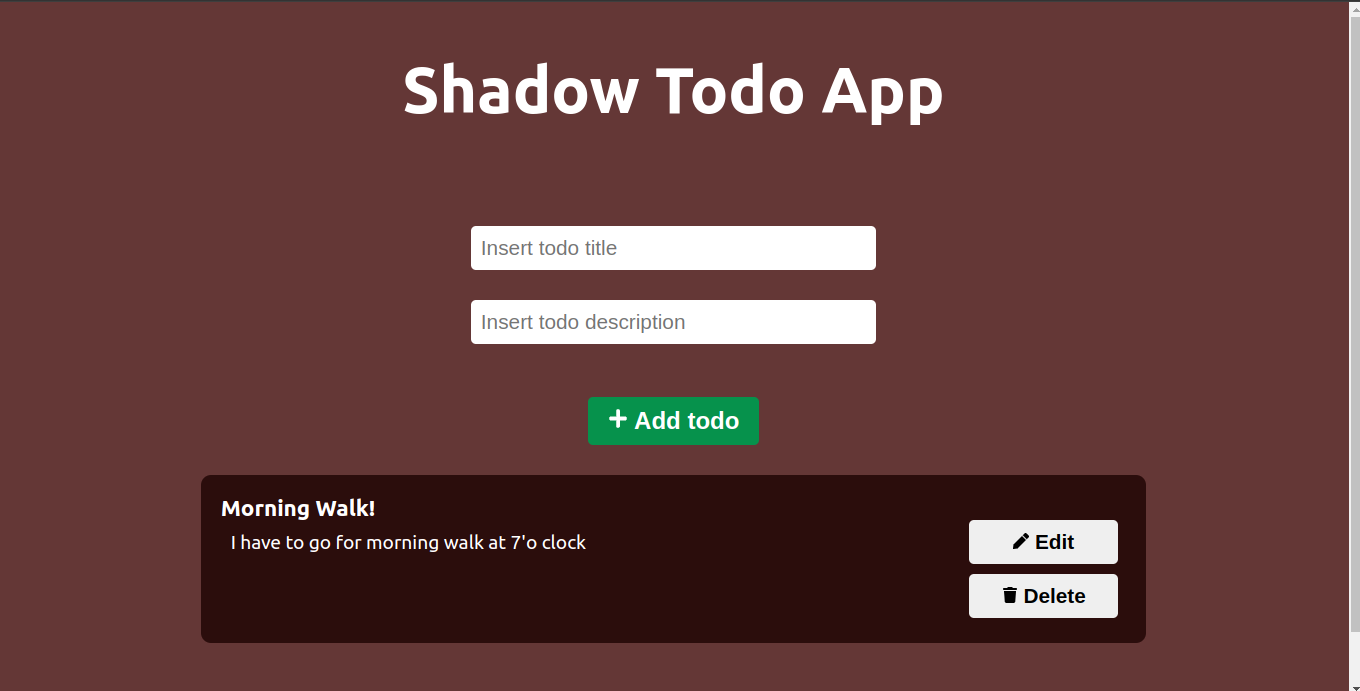 Shadow Todo App
Insert todo title
Insert todo description
Add todo
Morning Walk!
I have to go for morning walk at 7'o clock
Edit
Delete